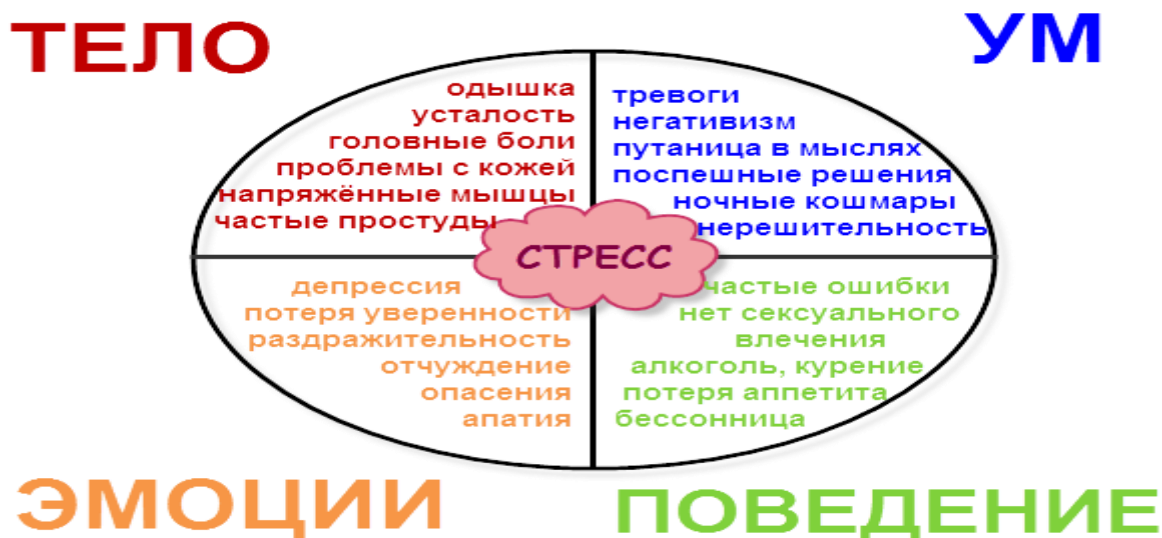 ТЕЛО
УМ
одышка
усталость
головные боли
проблемы с кожей
напряжённые мышцы
частые простуды
тревоги
негативизм
путаница в мыслях
поспешные решения
ночные кошмары
нерешительность
СТРЕСС
депрессия
потеря уверенности
раздражительность
отчуждение
опасения
апатия
частые ошибки
нет сексуального
влечения
алкоголь, курение
потеря аппетита
бессонница
ЭМОЦИИ
ПОВЕДЕНИЕ